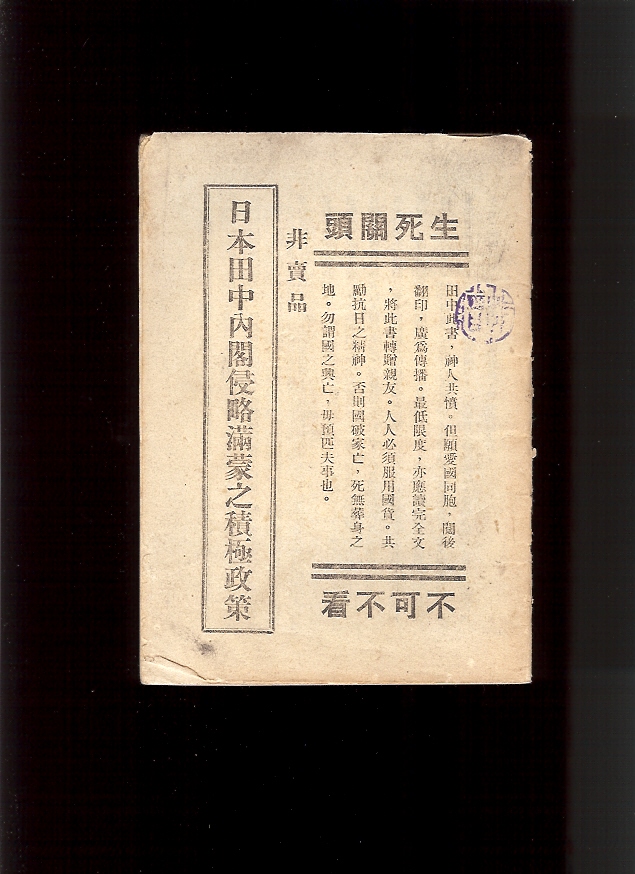 生死關頭
田中此書，神人共憤。但願愛國同胞，閱後
翻印，廣爲傳播。最低限度，亦應讀完全文
，將此書轉贈親友。人人必須服用國貨。共
勵抗日之精神。否則國破家亡，死無葬身之
地。勿謂國之興亡，毋預匹夫事也。
不可不看
非賣品
日本田中內閣侵略滿蒙之積極政策